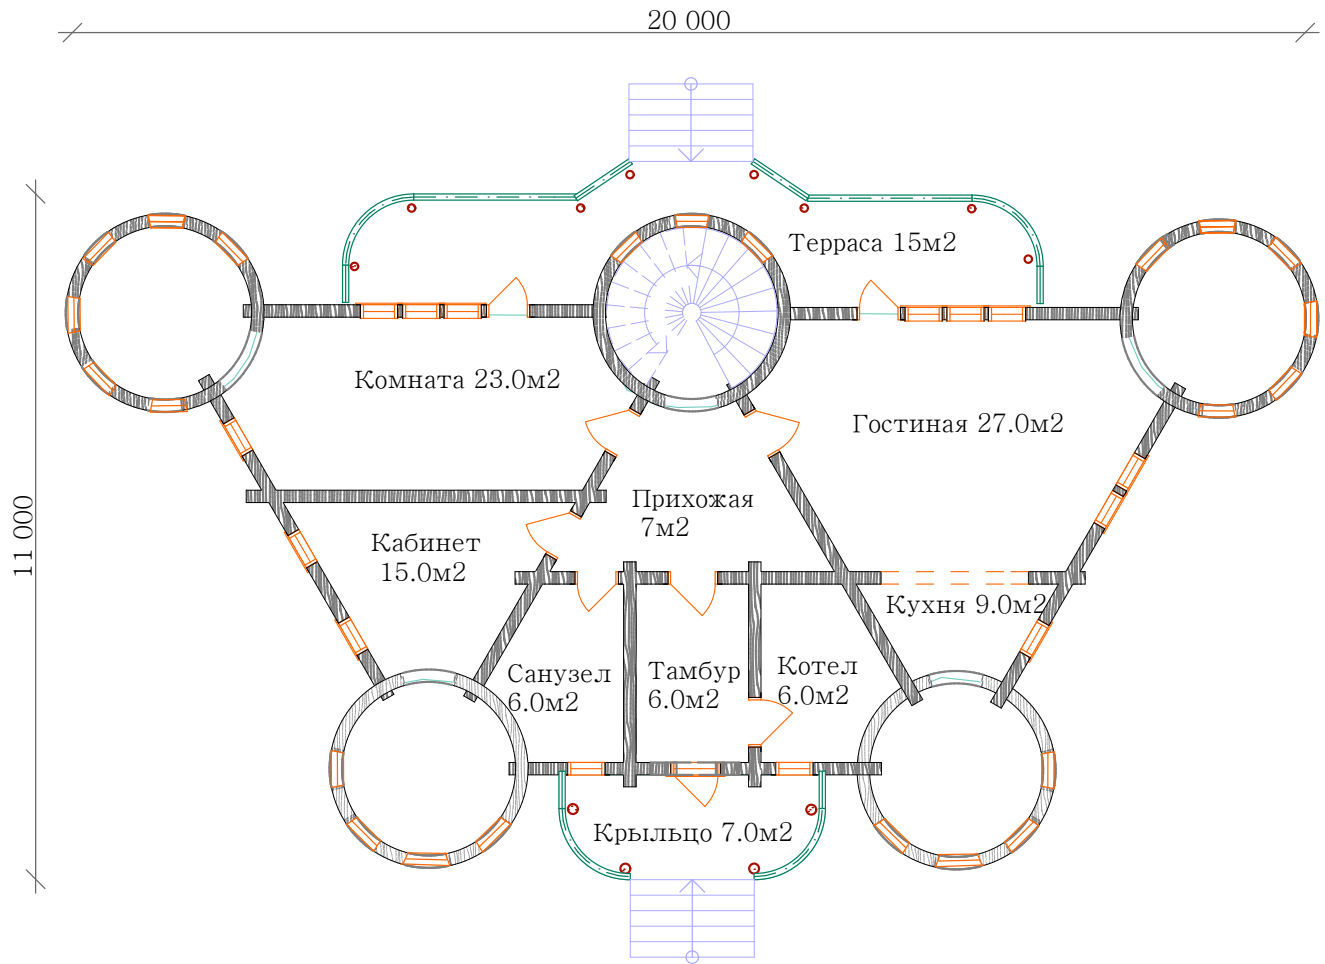 20 000
Терраса 15м2
Комната 23.0м2
Гостиная 27.0м2
11 000
Прихожая
7м2
Кабинет
15.0м2
Кухня 9.0м2
Санузел
6.0м2
Тамбур
6.0м2
Котел
6.0м2
Крыльцо 7.0м2